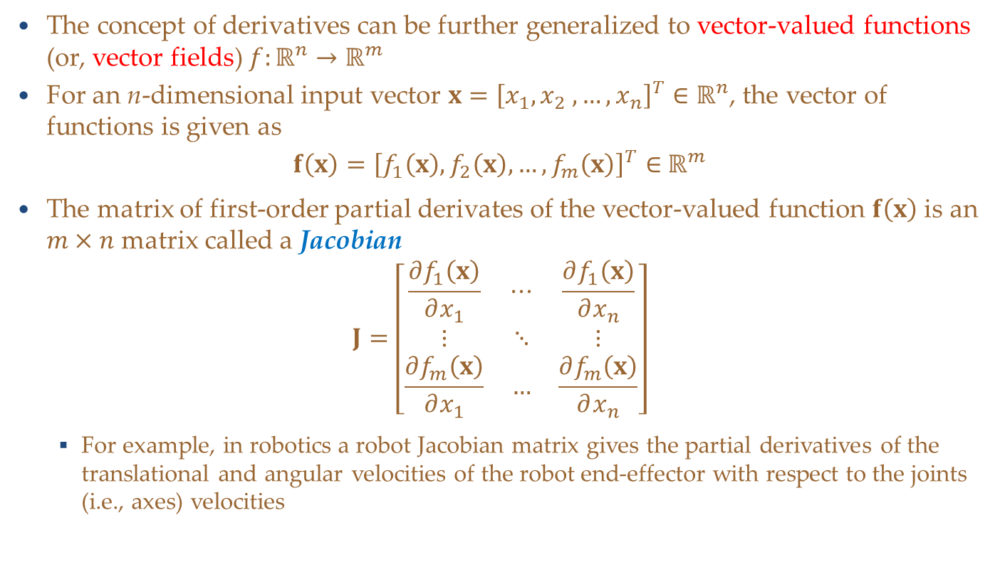 • The concept of derivatives can be further generalized to vector-valued functions
(or, vector fields) f: ℝⁿ → ℝᵐ
• For an n-dimensional input vector 𝐱 = [x₁, x₂ , … , xₙ]ᵀ ∈ ℝⁿ, the vector of
functions is given as
𝐟(𝐱) = [f₁(𝐱), f₂(𝐱), … , fₘ(𝐱)]ᵀ ∈ ℝᵐ
• The matrix of first-order partial derivates of the vector-valued function 𝐟(𝐱) is an
m × n matrix called a Jacobian
∂f₁(𝐱) ∂f₁(𝐱)
⋯
∂x₁ ∂xₙ
𝐉 = [ ⋮ ⋱ ⋮ ]
∂fₘ(𝐱) ∂fₘ(𝐱)
…
∂x₁ ∂xₙ
▪ For example, in robotics a robot Jacobian matrix gives the partial derivatives of the
translational and angular velocities of the robot end-effector with respect to the joints
(i.e., axes) velocities